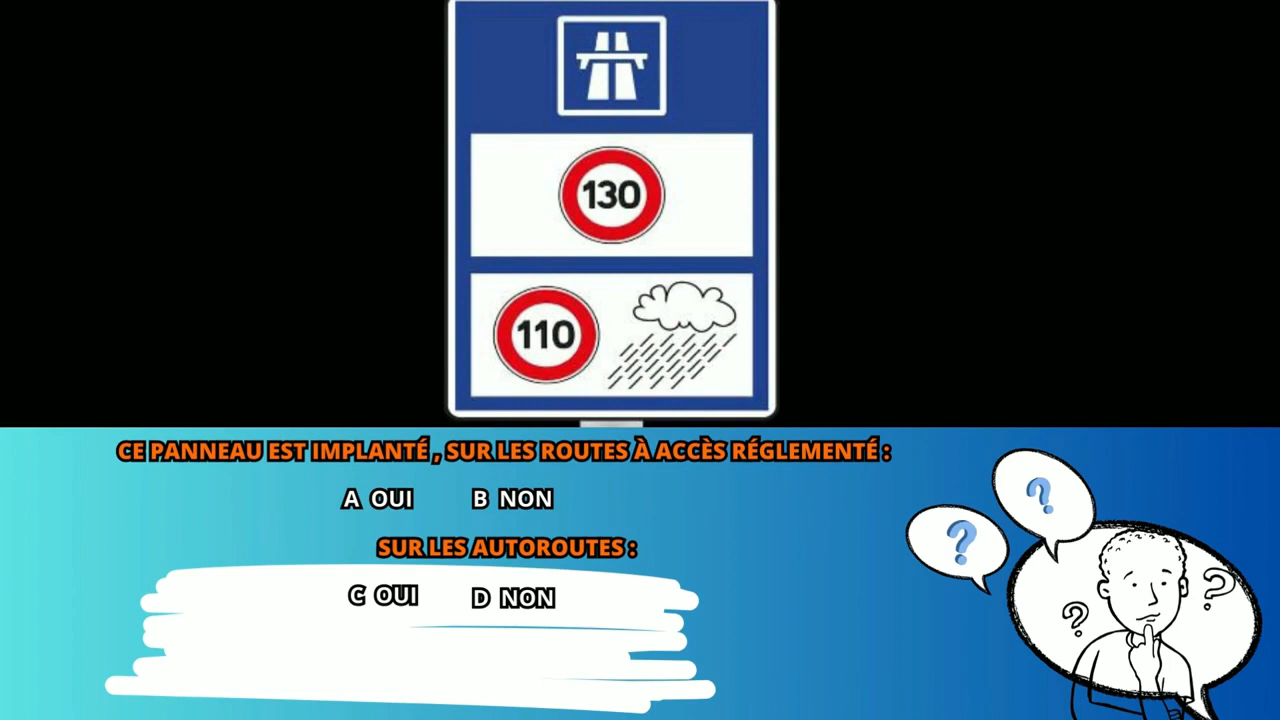 130
110
CE PANNEAU EST IMPLANTÉ , SUR LES ROUTES À ACCÈS RÉGLEMENTÉ :
A OUI B NON
SUR LES AUTOROUTES :
C OUI D NON
? ?
? ?